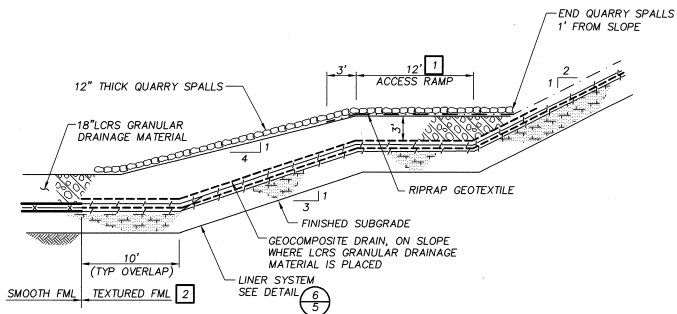 END QUARRY SPALLS
1' FROM SLOPE
3'
12'
1
ACCESS RAMP
2
1
12" THICK QUARRY SPALLS
18"LCRS GRANULAR
DRAINAGE MATERIAL
3'
1
4
RIPRAP GEOTEXTILE
1
3
FINISHED SUBGRADE
GEOCOMPOSITE DRAIN, ON SLOPE
WHERE LCRS GRANULAR DRAINAGE
MATERIAL IS PLACED
10'
(TYP OVERLAP)
LINER SYSTEM
SEE DETAIL
6
5
SMOOTH FML
TEXTURED FML
2